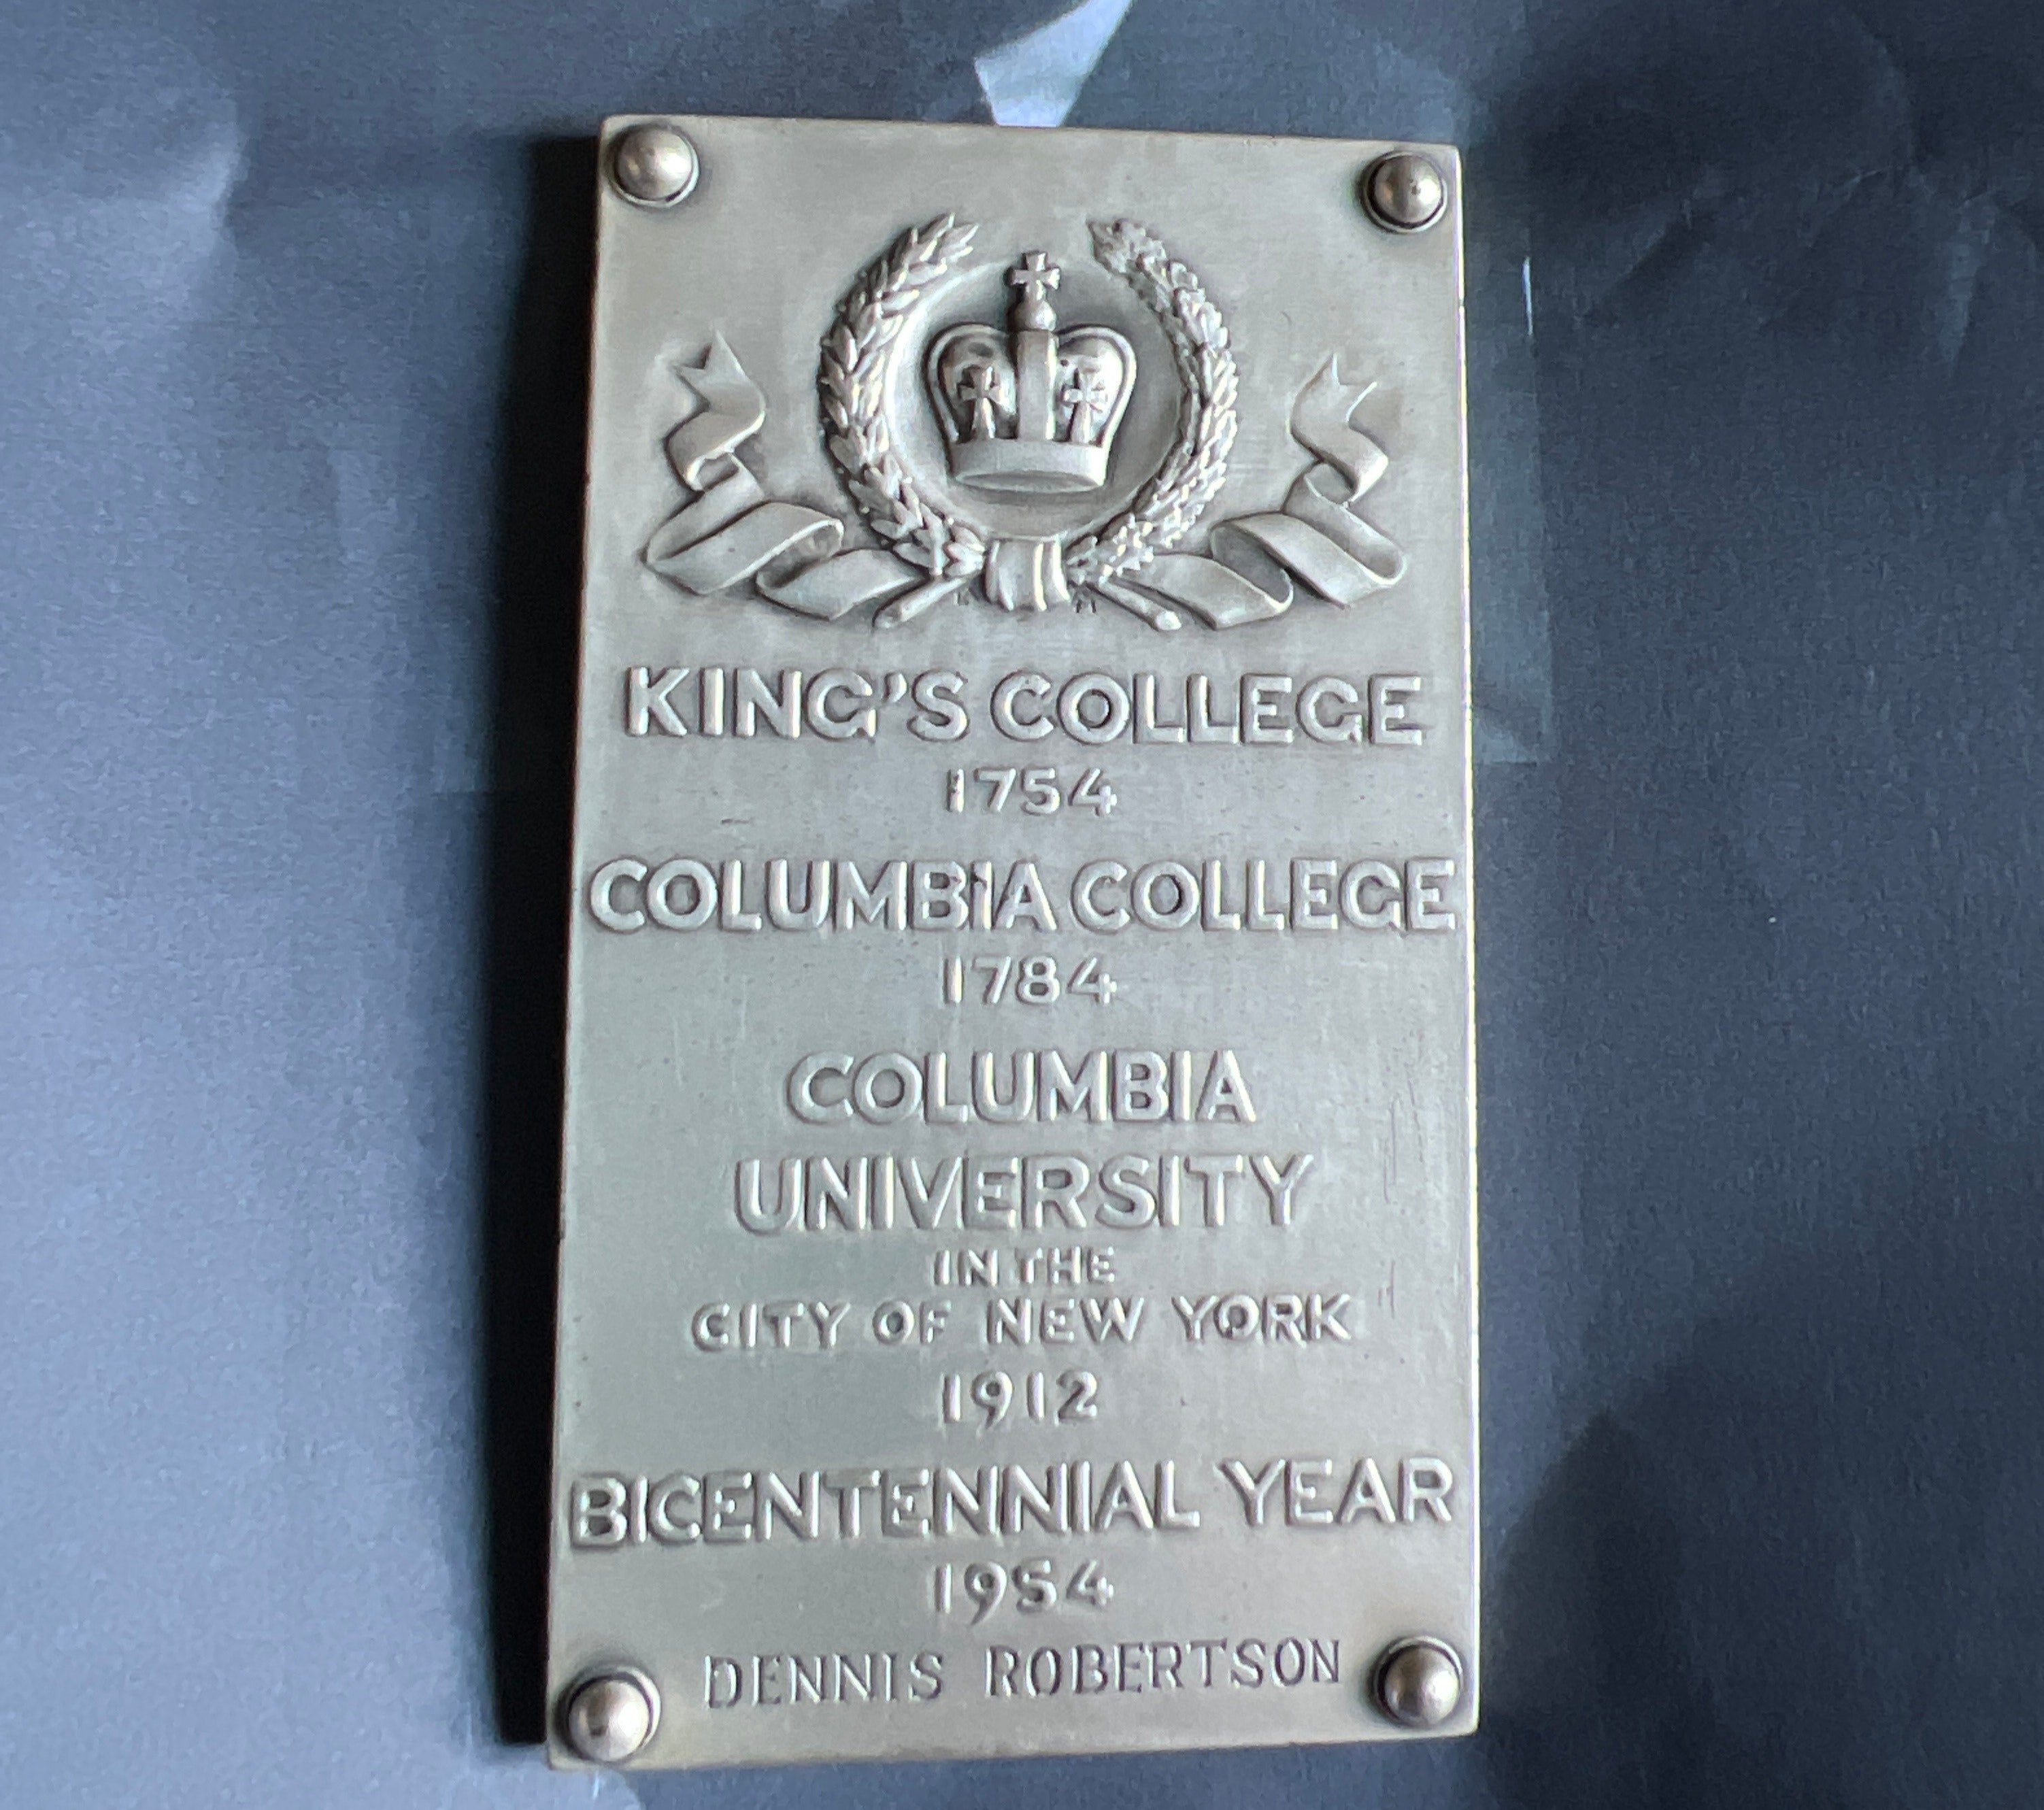 KING'S COLLEGE
1754
COLUMBIA COLLEGE
1784
COLUMBIA
UNIVERSITY
IN THE
CITY OF NEW YORK
1912
BICENTENNIAL YEAR
1954
DENNIS ROBERTSON